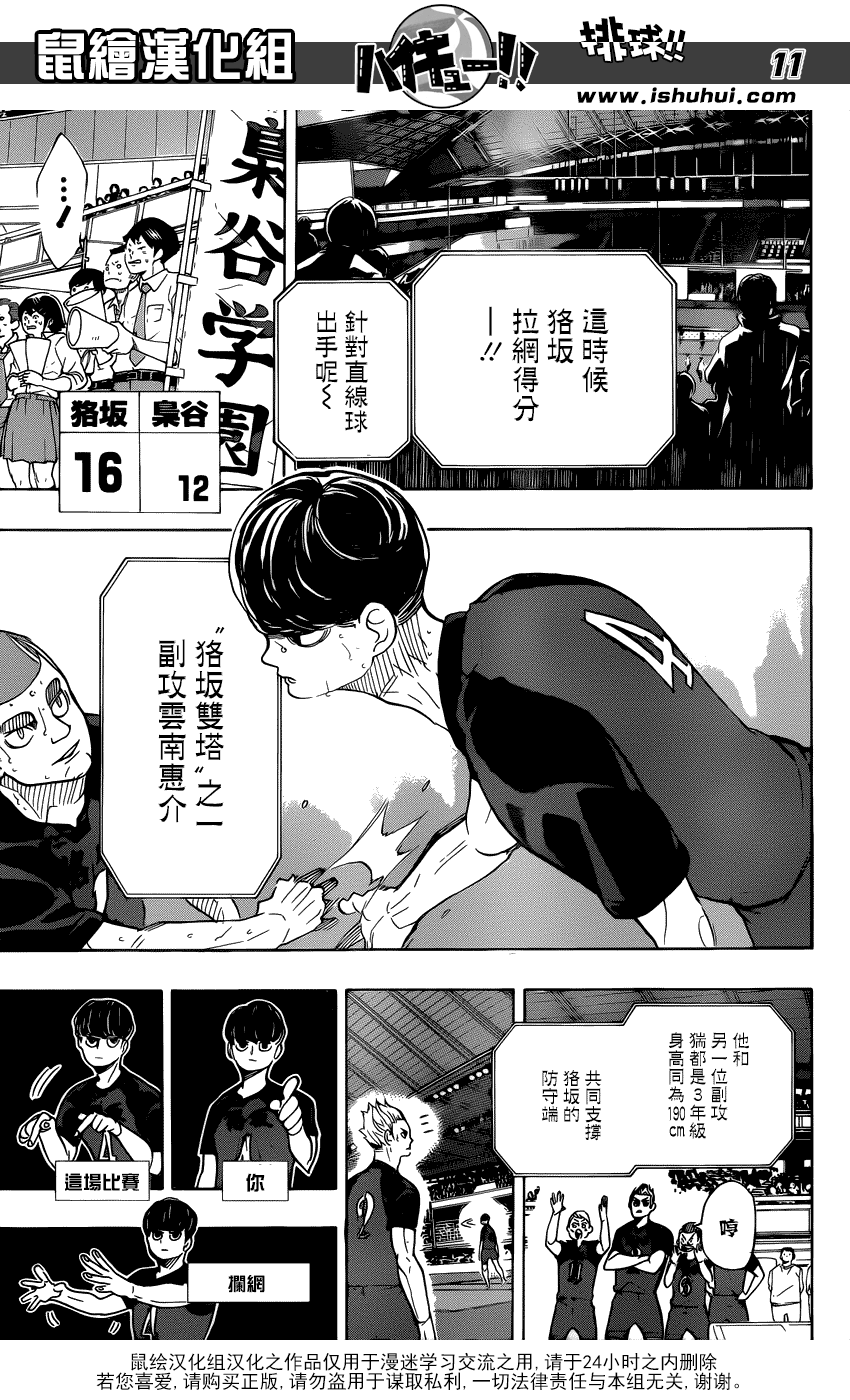 鼠繪漢化組
ハイキュー!!
排球!!
11
www.ishuhui.com
這時候
狢坂
拉網得分
—!!
針對直線球
出手呢～
梟谷学園
…！
狢坂 梟谷
16 12
4
“狢坂雙塔”之一
副攻雲南惠介
他和
另一位副攻
猯都是3年級
身高同為190cm
共同支撐
狢坂的
防守端
哼
2
你
這場比賽
攔網
鼠绘汉化组汉化之作品仅用于漫迷学习交流之用, 请于24小时之内删除
若您喜爱, 请购买正版, 请勿盗用于谋取私利, 一切法律责任与本组无关, 谢谢。